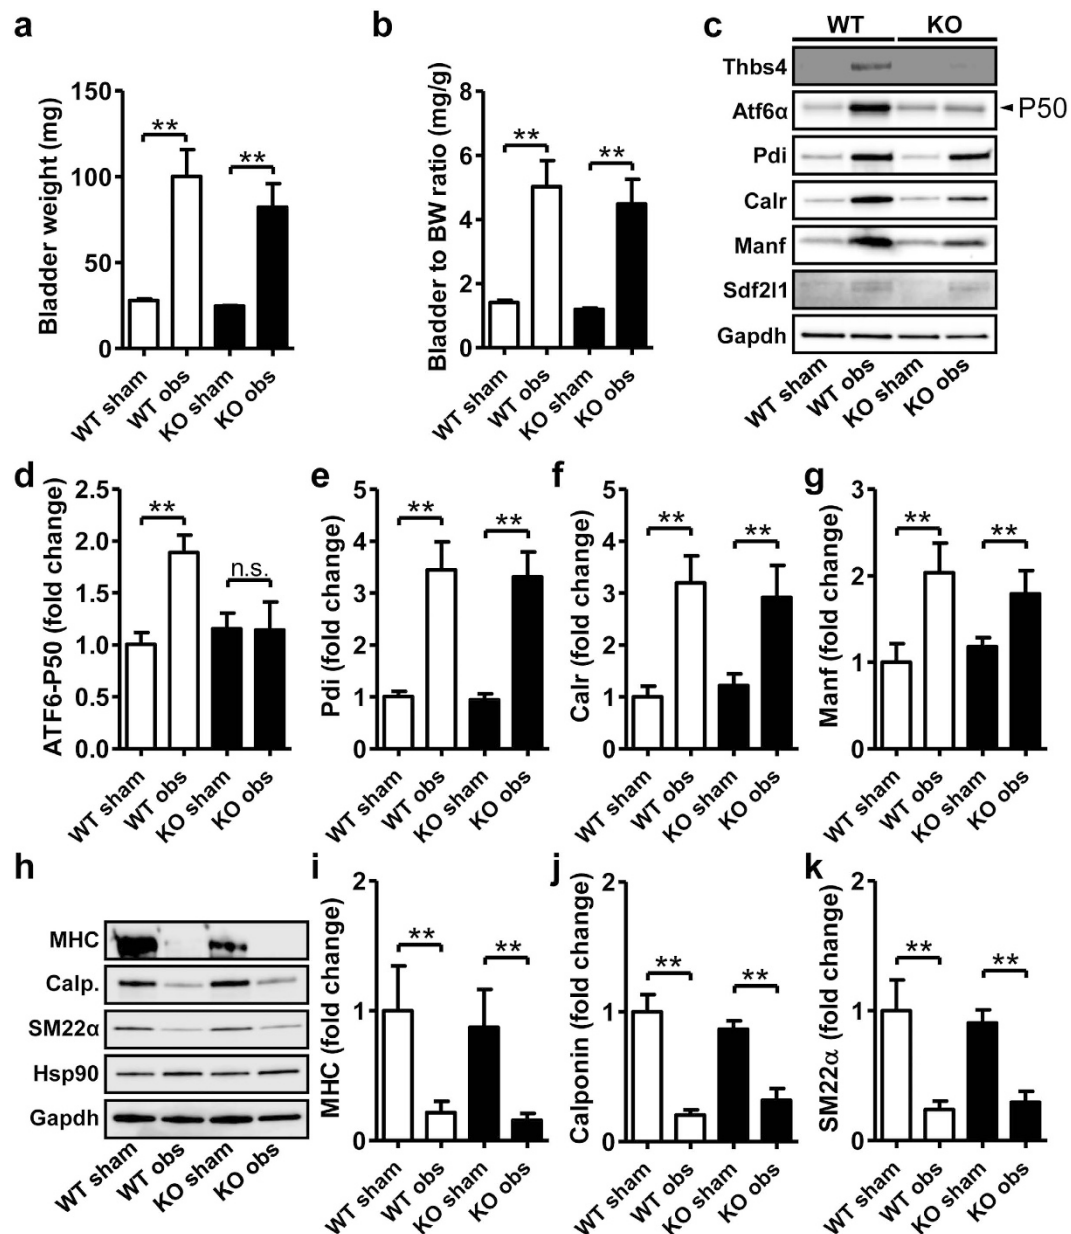 a
Bladder weight (mg)
150
100
50
0
**
**
WT sham
WT obs
KO sham
KO obs
b
Bladder to BW ratio (mg/g)
8
6
4
2
0
**
**
WT sham
WT obs
KO sham
KO obs
c
WT KO
Thbs4
Atf6α
P50
Pdi
Calr
Manf
Sdf2l1
Gapdh
WT sham
WT obs
KO sham
KO obs
d
ATF6-P50 (fold change)
2.5
2.0
1.5
1.0
0.5
0.0
**
n.s.
WT sham
WT obs
KO sham
KO obs
e
Pdi (fold change)
5
4
3
2
1
0
**
**
WT sham
WT obs
KO sham
KO obs
f
Calr (fold change)
5
4
3
2
1
0
**
**
WT sham
WT obs
KO sham
KO obs
g
Manf (fold change)
3
2
1
0
**
**
WT sham
WT obs
KO sham
KO obs
h
MHC
Calp.
SM22α
Hsp90
Gapdh
WT sham
WT obs
KO sham
KO obs
i
MHC (fold change)
2
1
0
**
**
WT sham
WT obs
KO sham
KO obs
j
Calponin (fold change)
2
1
0
**
**
WT sham
WT obs
KO sham
KO obs
k
SM22α (fold change)
2
1
0
**
**
WT sham
WT obs
KO sham
KO obs